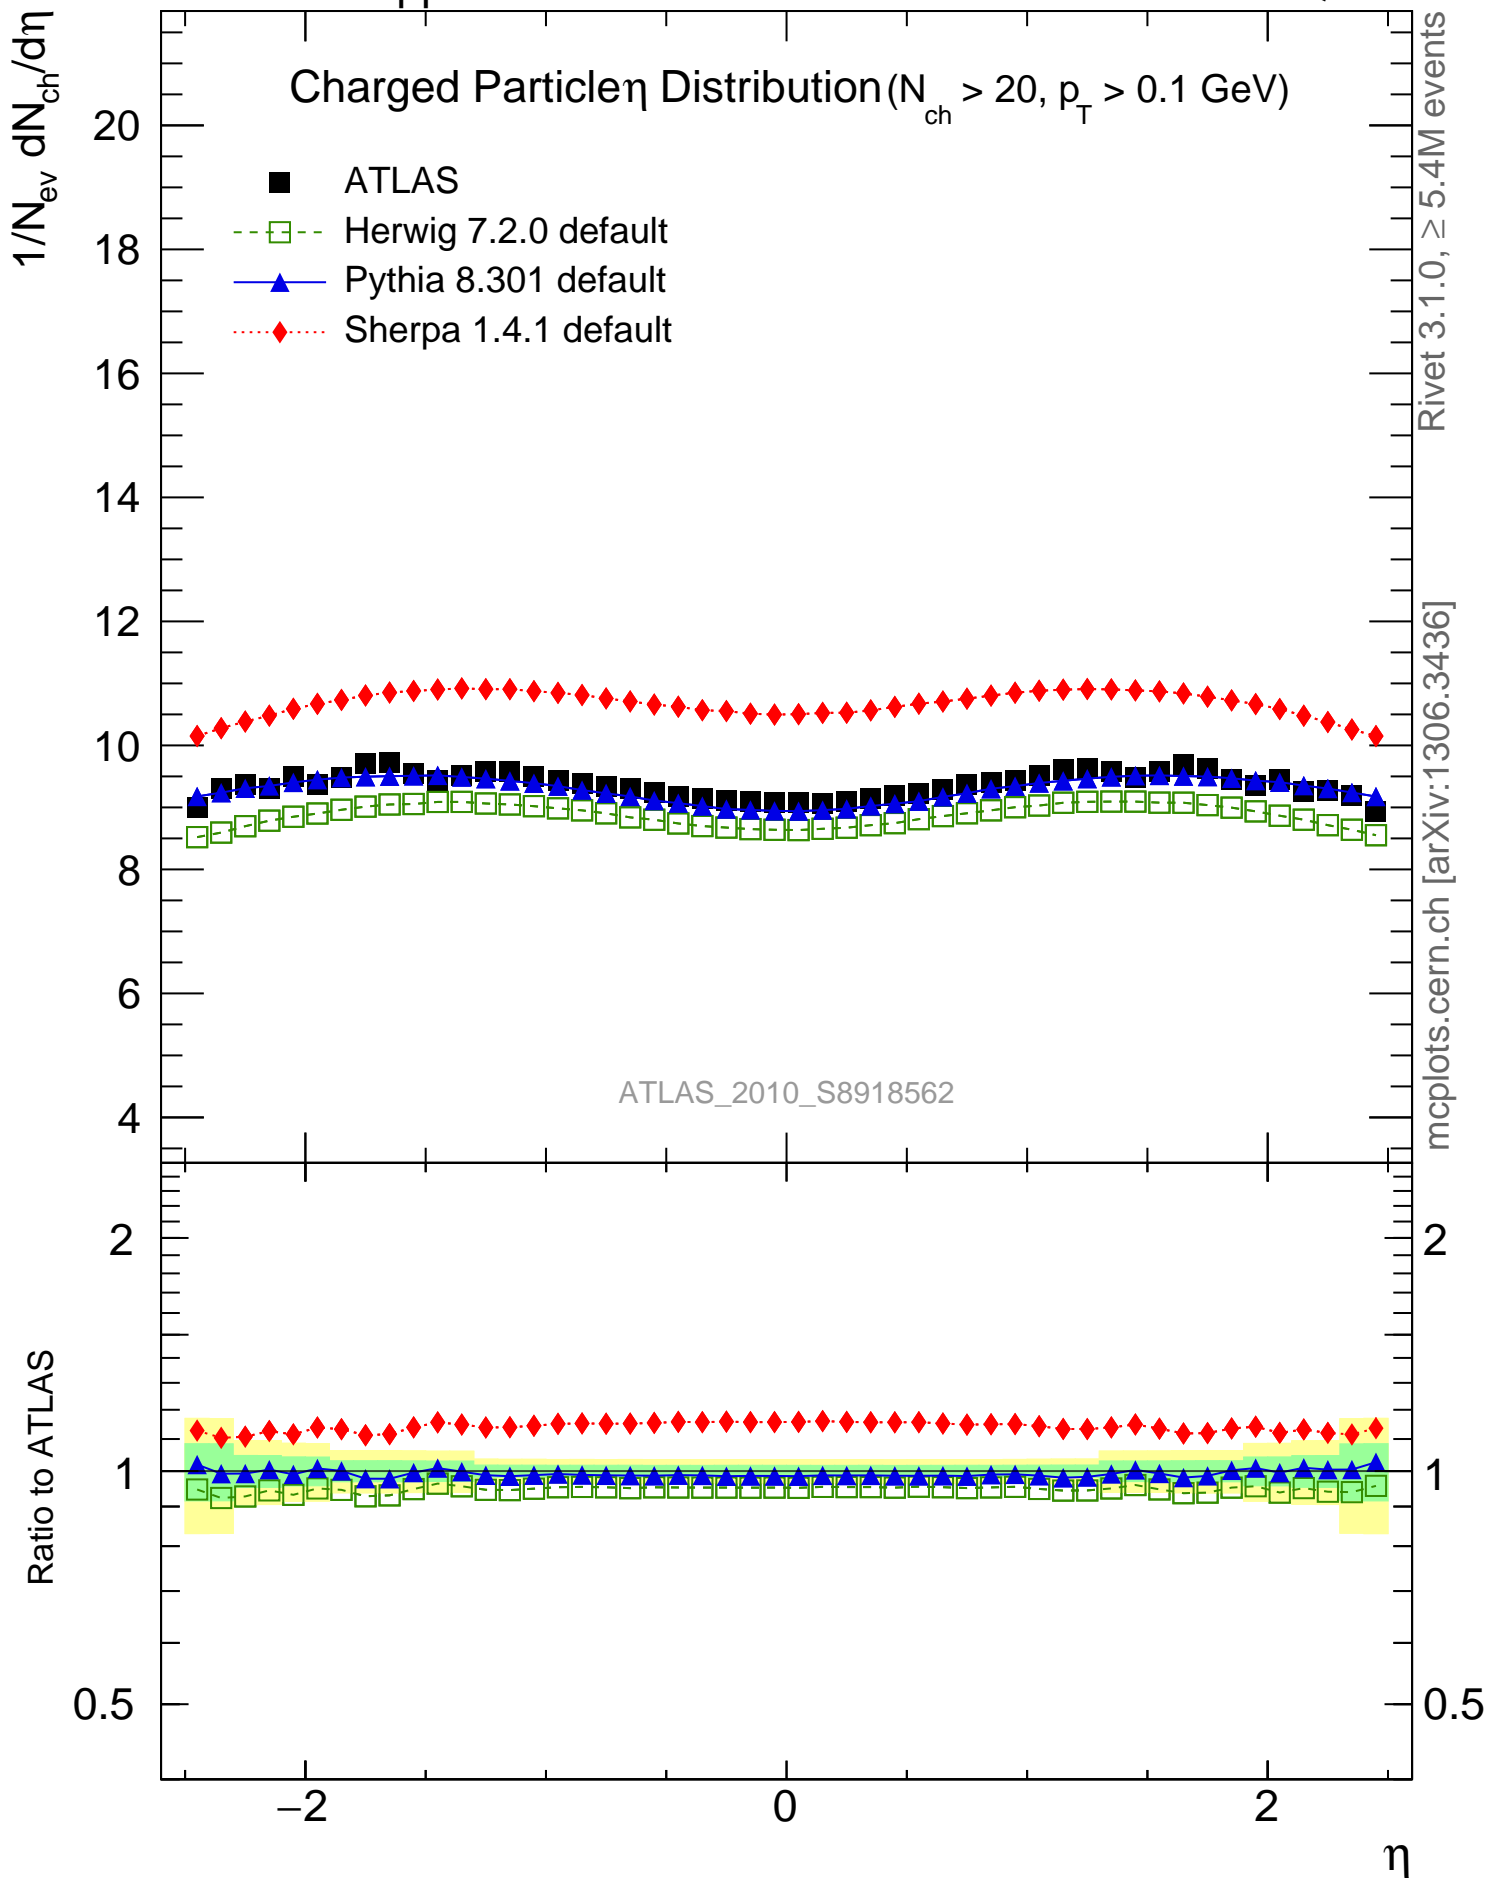 pp
1/N_ev dN_ch/dη
Charged Particleη Distribution (N_ch > 20, p_T > 0.1 GeV)
ATLAS
Herwig 7.2.0 default
Pythia 8.301 default
Sherpa 1.4.1 default
20
18
16
14
12
10
8
6
4
ATLAS_2010_S8918562
Rivet 3.1.0, ≥ 5.4M events
mcplots.cern.ch [arXiv:1306.3436]
Ratio to ATLAS
2 2
1 1
0.5 0.5
−2 0 2
η